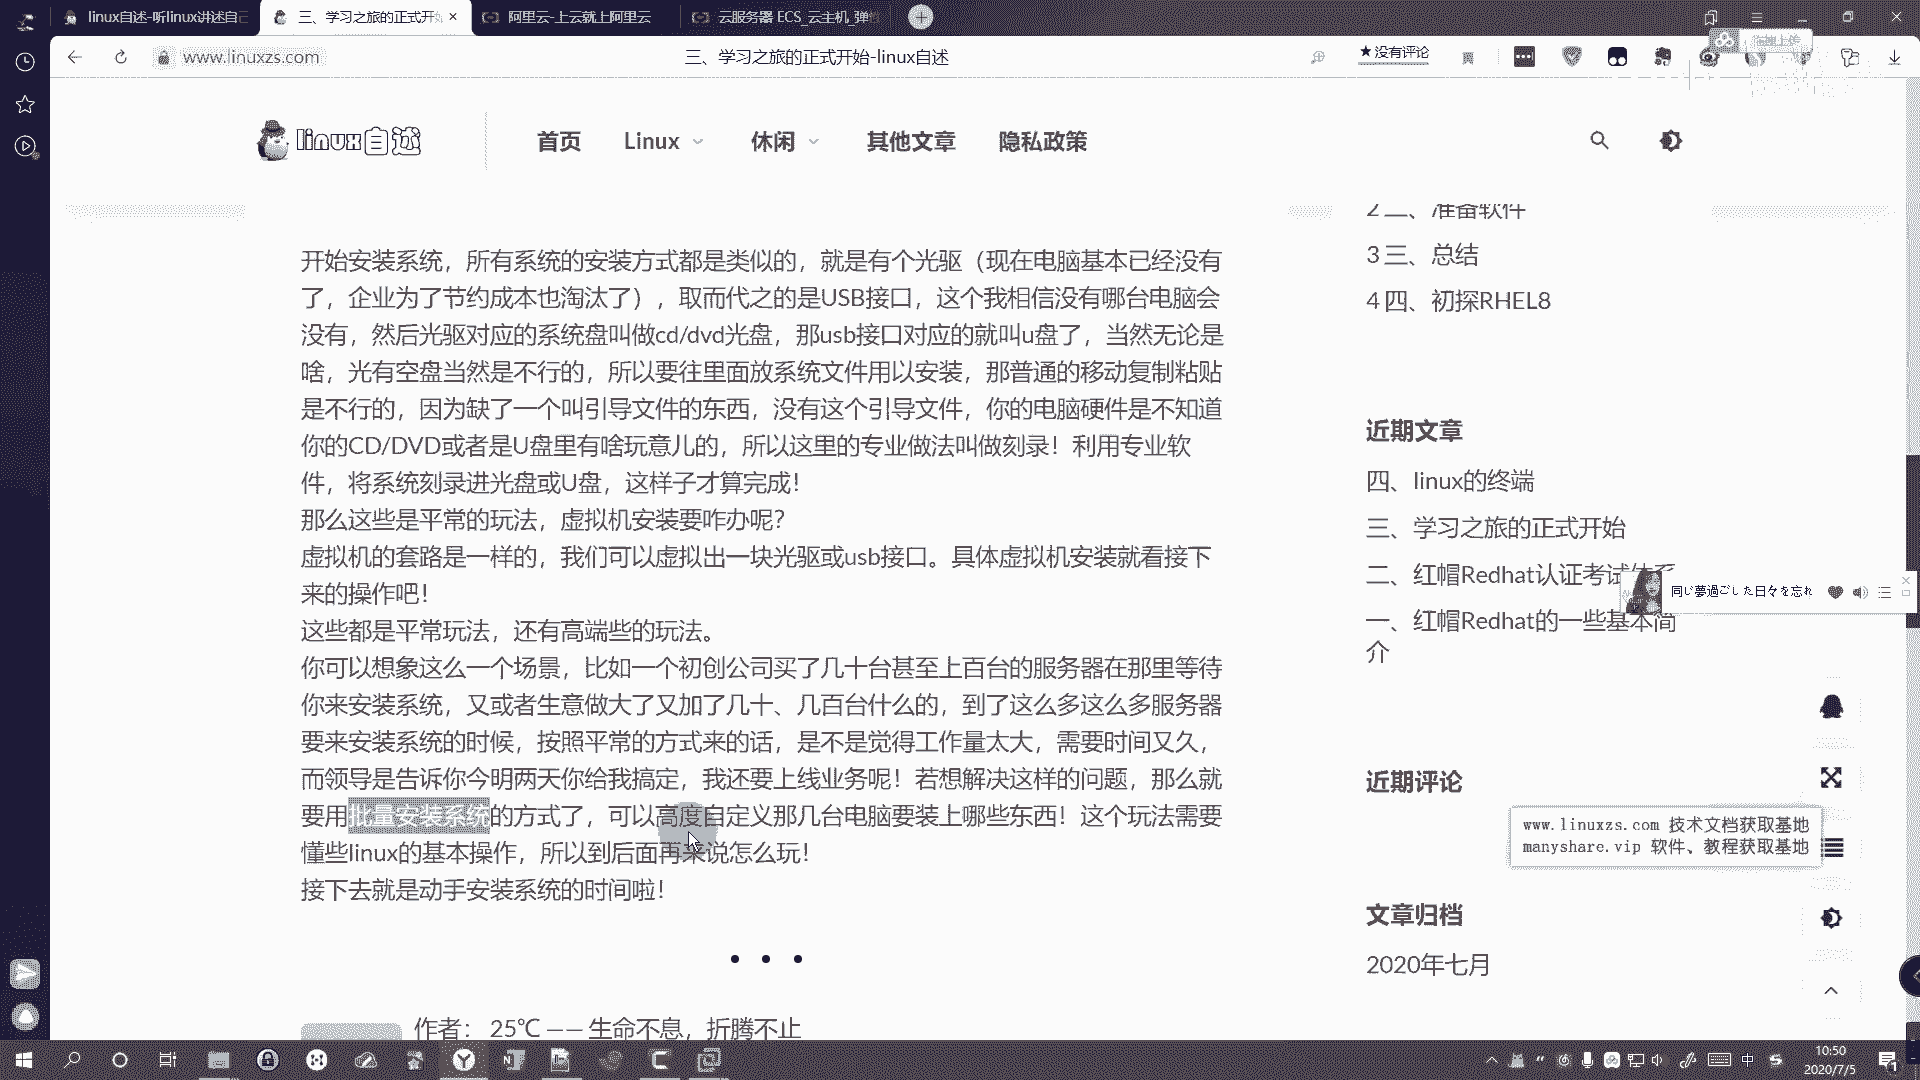 linux自述-听linux讲述自己
三、学习之旅的正式开始
阿里云-上云就上阿里云
云服务器 ECS_云主机_弹性
www.linuxzs.com
三、学习之旅的正式开始-linux自述
★没有评论
linux自述
首页
Linux
休闲
其他文章
隐私政策
开始安装系统，所有系统的安装方式都是类似的，就是有个光驱（现在电脑基本已经没有
了，企业为了节约成本也淘汰了），取而代之的是USB接口，这个我相信没有哪台电脑会
没有，然后光驱对应的系统盘叫做cd/dvd光盘，那usb接口对应的就叫u盘了，当然无论是
啥，光有空盘当然是不行的，所以要往里面放系统文件用以安装，那普通的移动复制粘贴
是不行的，因为缺了一个叫引导文件的东西，没有这个引导文件，你的电脑硬件是不知道
你的CD/DVD或者是U盘里有啥玩意儿的，所以这里的专业做法叫做刻录！利用专业软
件，将系统刻录进光盘或U盘，这样子才算完成！
那么这些是平常的玩法，虚拟机安装要咋办呢？
虚拟机的套路是一样的，我们可以虚拟出一块光驱或usb接口。具体虚拟机安装就看接下
来的操作吧！
这些都是平常玩法，还有高端些的玩法。
你可以想象这么一个场景，比如一个初创公司买了几十台甚至上百台的服务器在那里等待
你来安装系统，又或者生意做大了又加了几十、几百台什么的，到了这么多这么多服务器
要来安装系统的时候，按照平常的方式来的话，是不是觉得工作量太大，需要时间又久，
而领导是告诉你今明两天你给我搞定，我还要上线业务呢！若想解决这样的问题，那么就
要用批量安装系统的方式了，可以高度自定义那几台电脑要装上哪些东西！这个玩法需要
懂些linux的基本操作，所以到后面再来说怎么玩！
接下去就是动手安装系统的时间啦！
作者： 25℃ —— 生命不息，折腾不止
2 二、准备软件
3 三、总结
4 四、初探RHEL8
近期文章
四、linux的终端
三、学习之旅的正式开始
二、红帽Redhat认证考试体系
一、红帽Redhat的一些基本简
介
同じ夢過ごした日々を忘れ
近期评论
www.linuxzs.com 技术文档获取基地
manyshare.vip 软件、教程获取基地
文章归档
2020年七月
中
10:50
2020/7/5